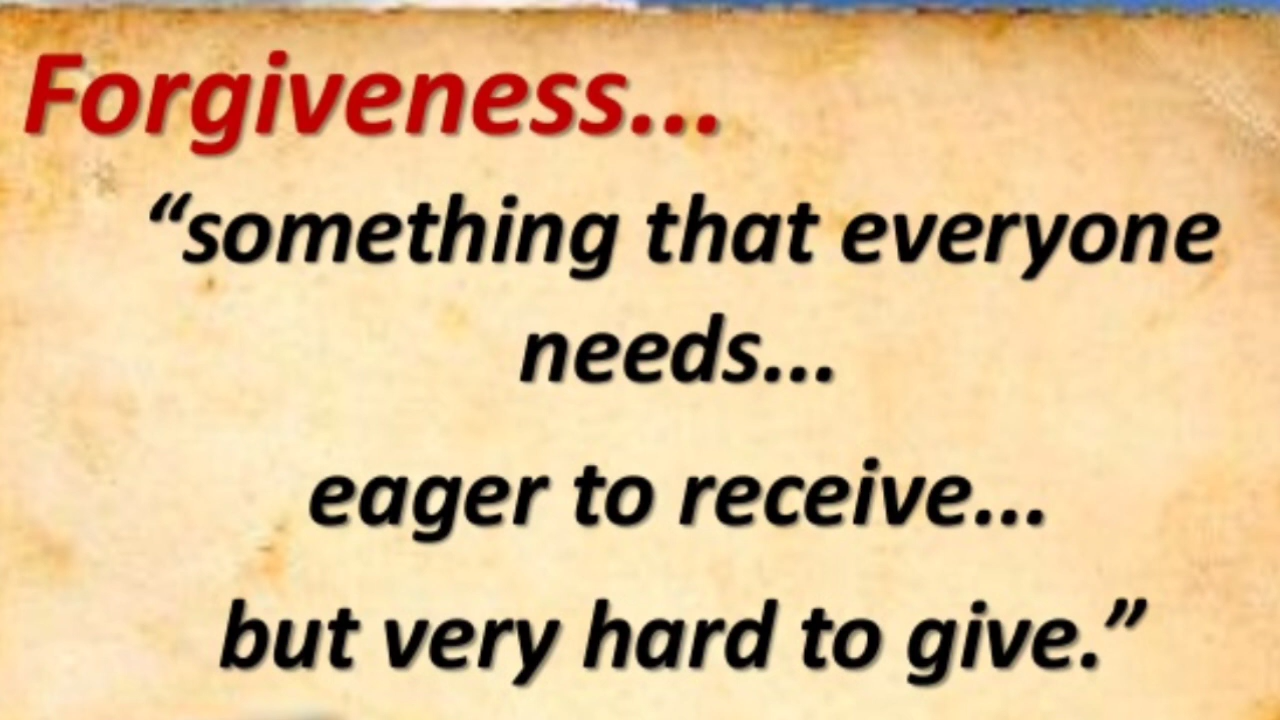 Forgiveness...
“something that everyone
needs...
eager to receive...
but very hard to give.”